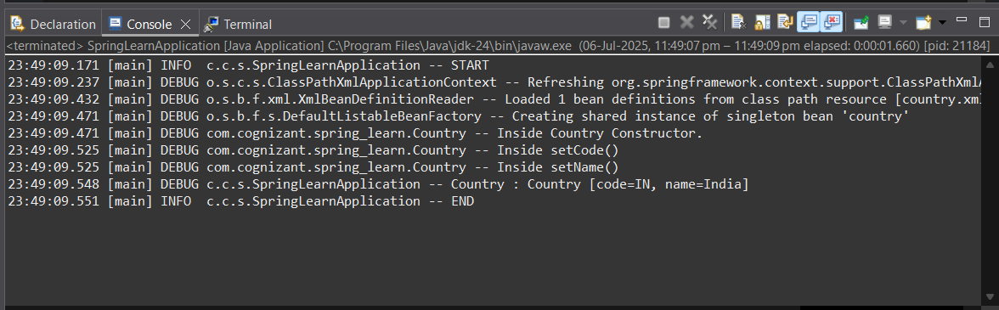 Declaration Console Terminal
<terminated> SpringLearnApplication [Java Application] C:\Program Files\Java\jdk-24\bin\javaw.exe (06-Jul-2025, 11:49:07 pm – 11:49:09 pm elapsed: 0:00:01.660) [pid: 21184]
23:49:09.171 [main] INFO  c.c.s.SpringLearnApplication -- START
23:49:09.237 [main] DEBUG o.s.c.s.ClassPathXmlApplicationContext -- Refreshing org.springframework.context.support.ClassPathXmlA
23:49:09.432 [main] DEBUG o.s.b.f.xml.XmlBeanDefinitionReader -- Loaded 1 bean definitions from class path resource [country.xm
23:49:09.471 [main] DEBUG o.s.b.f.s.DefaultListableBeanFactory -- Creating shared instance of singleton bean 'country'
23:49:09.471 [main] DEBUG com.cognizant.spring_learn.Country -- Inside Country Constructor.
23:49:09.525 [main] DEBUG com.cognizant.spring_learn.Country -- Inside setCode()
23:49:09.525 [main] DEBUG com.cognizant.spring_learn.Country -- Inside setName()
23:49:09.548 [main] DEBUG c.c.s.SpringLearnApplication -- Country : Country [code=IN, name=India]
23:49:09.551 [main] INFO  c.c.s.SpringLearnApplication -- END